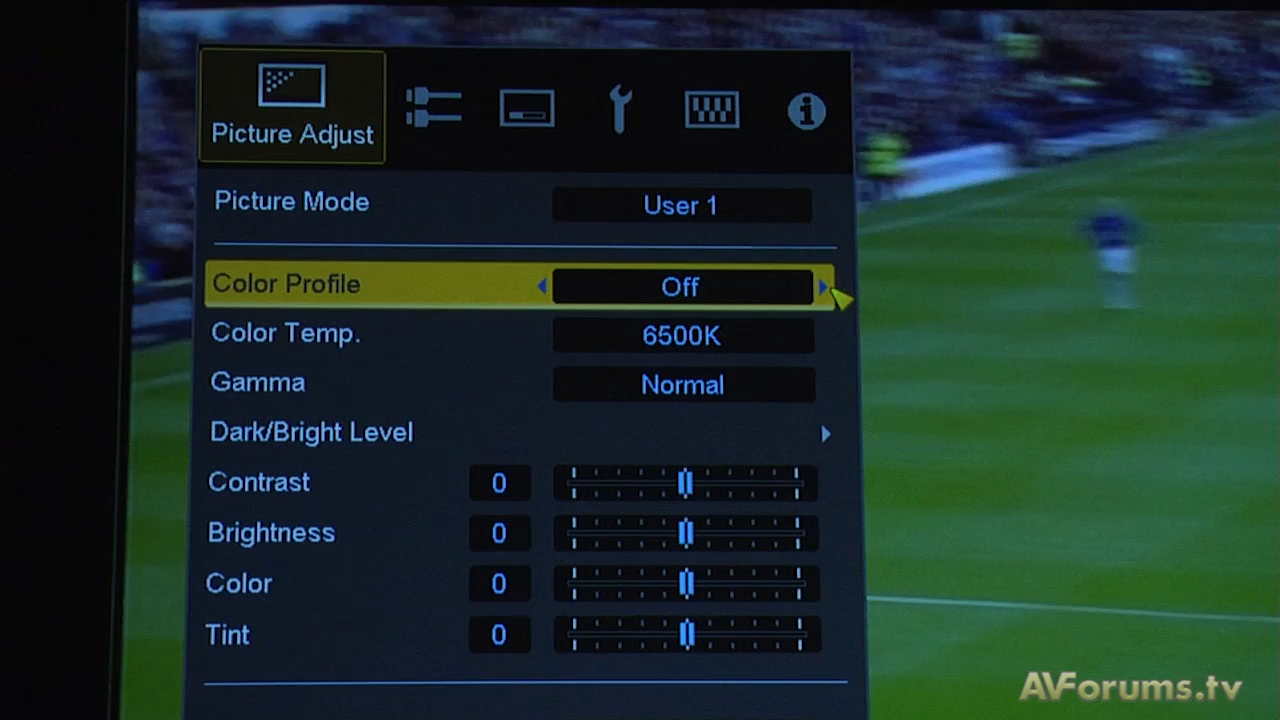 Picture Adjust
Picture Mode User 1
Color Profile Off
Color Temp. 6500K
Gamma Normal
Dark/Bright Level
Contrast 0
Brightness 0
Color 0
Tint 0
AVForums.tv